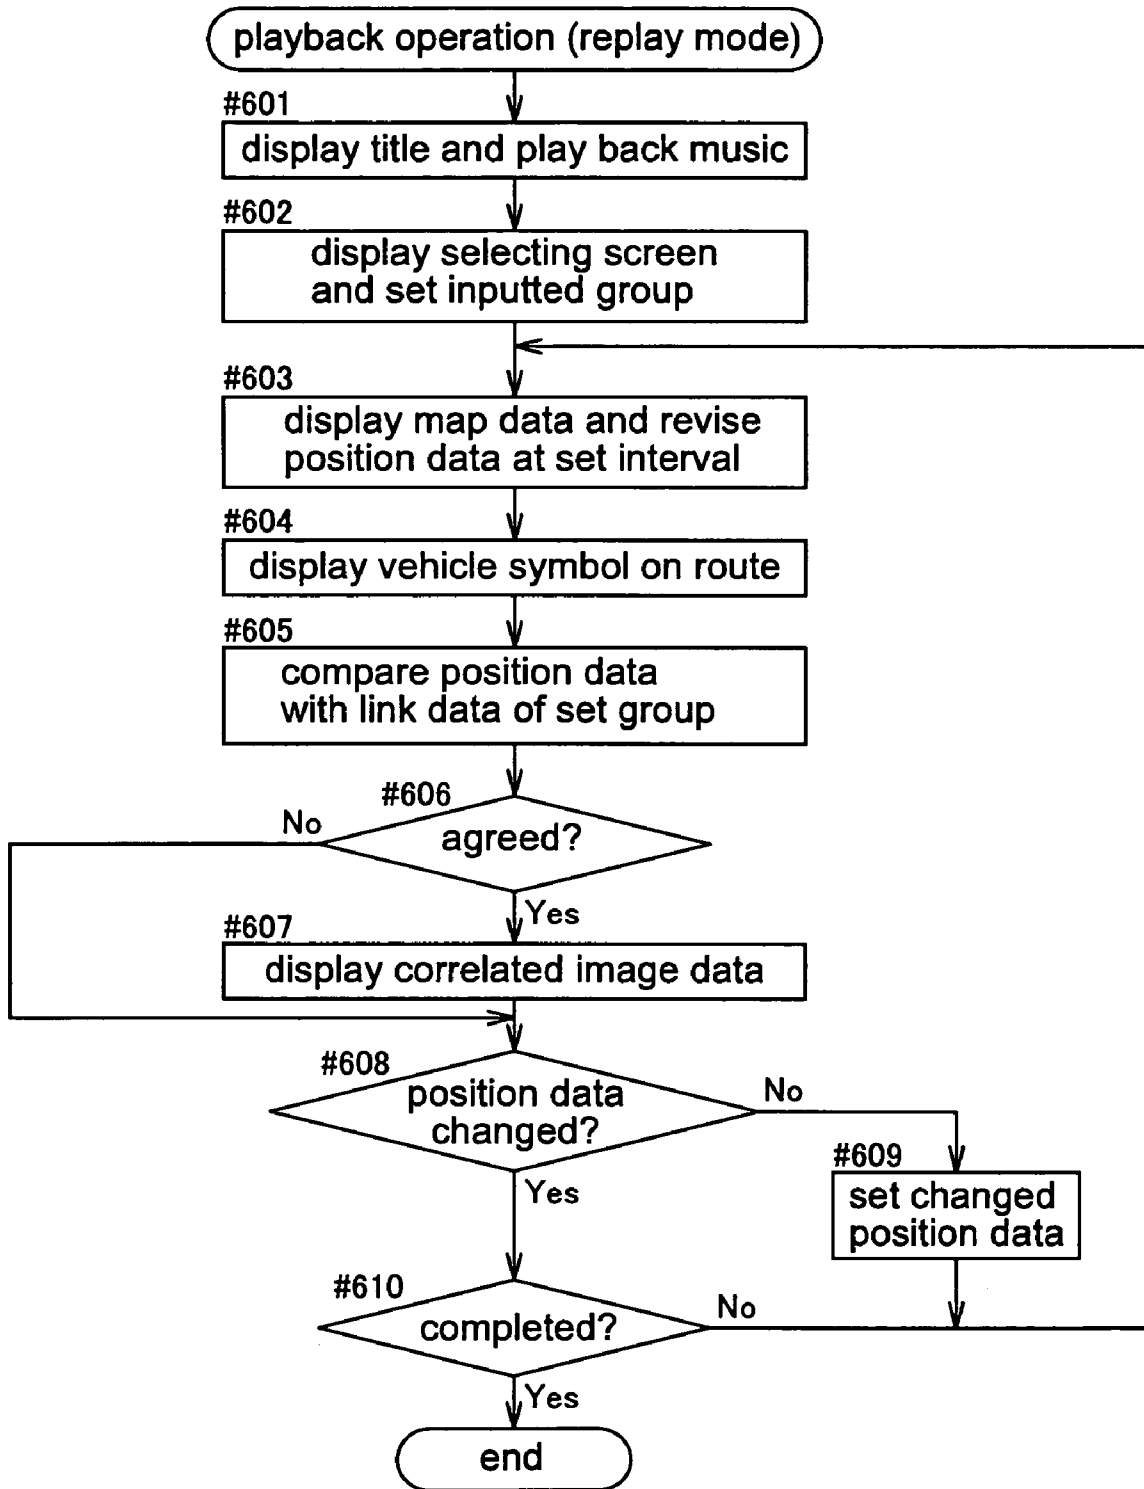 playback operation (replay mode)
#601
display title and play back music
#602
display selecting screen
and set inputted group
#603
display map data and revise
position data at set interval
#604
display vehicle symbol on route
#605
compare position data
with link data of set group
#606
No
agreed?
Yes
#607
display correlated image data
#608
position data
changed?
No
Yes
#609
set changed
position data
#610
completed?
No
Yes
end